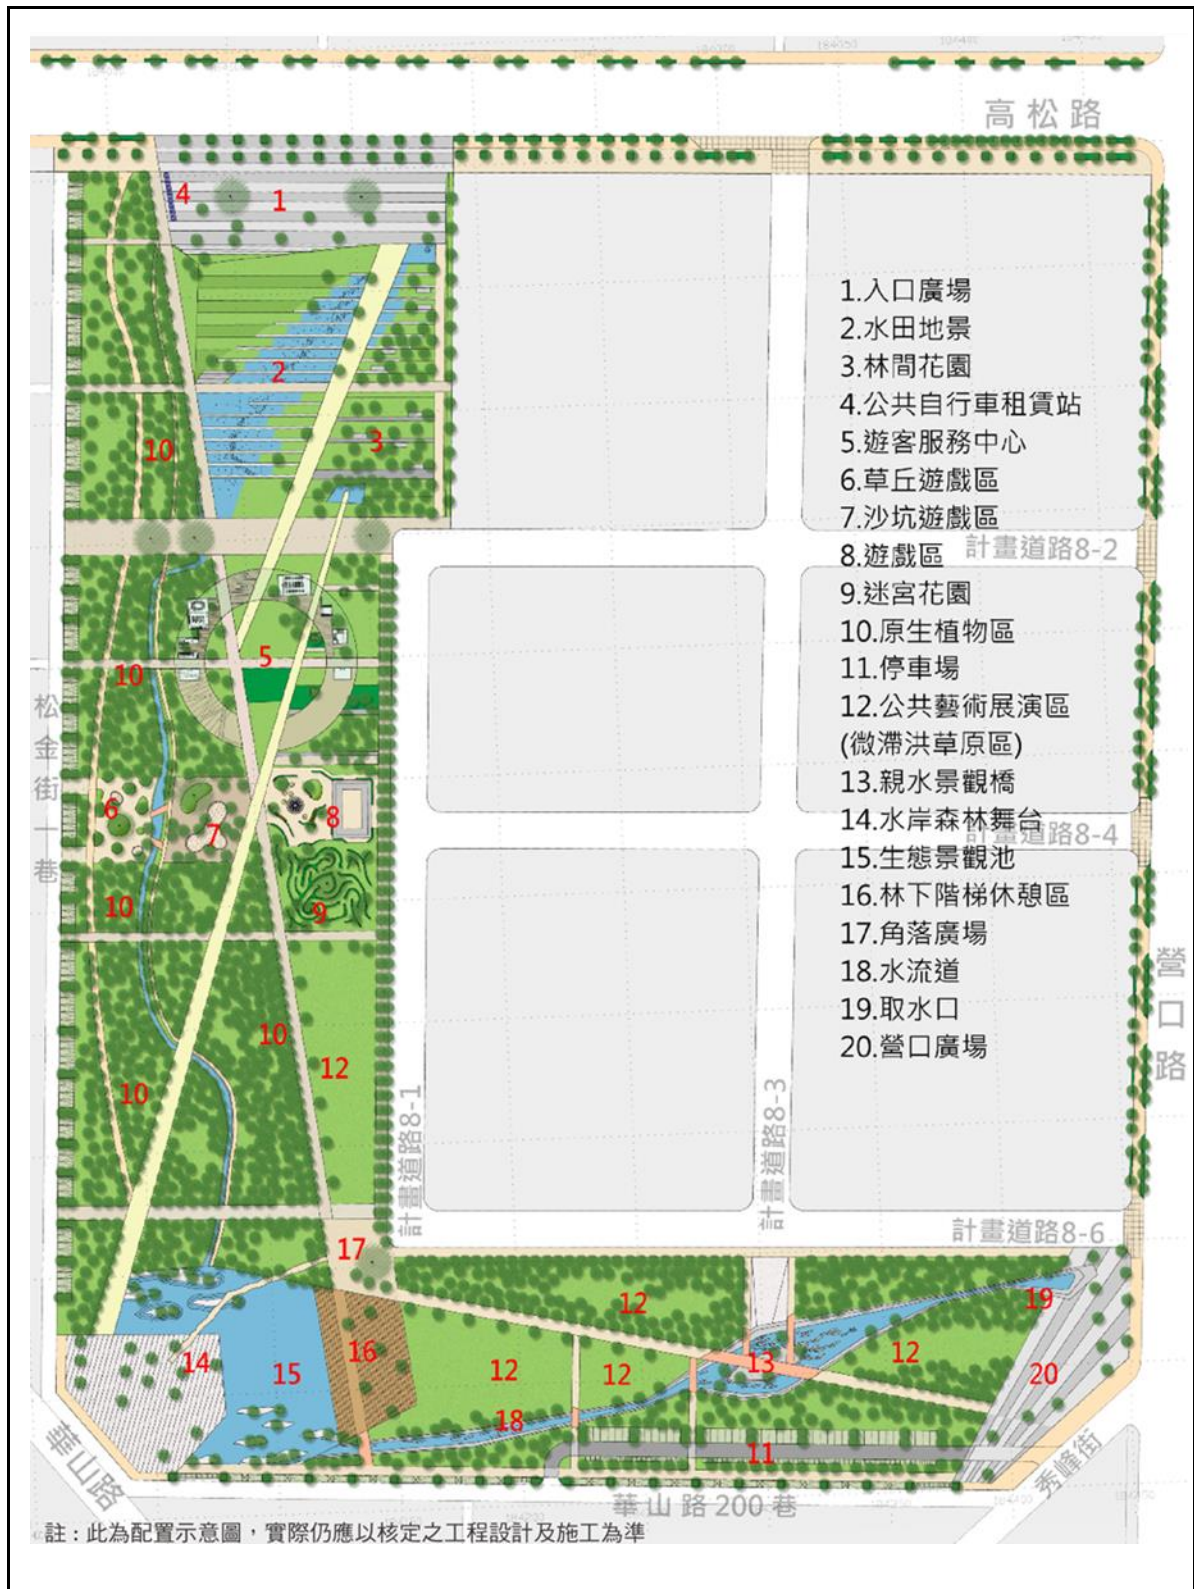 高松路
4
1
1.入口廣場
2.水田地景
3.林間花園
4.公共自行車租賃站
5.遊客服務中心
6.草丘遊戲區
7.沙坑遊戲區
8.遊戲區
9.迷宮花園
10.原生植物區
11.停車場
12.公共藝術展演區
(微滯洪草原區)
13.親水景觀橋
14.水岸森林舞台
15.生態景觀池
16.林下階梯休憩區
17.角落廣場
18.水流道
19.取水口
20.營口廣場
2
10
3
計畫道路8-2
5
10
松金街一巷
6
7
8
計畫道路8-4
10
9
營口路
10
12
10
計畫道路8-1
計畫道路8-3
計畫道路8-6
17
12
19
14
15
16
12
12
13
12
20
18
11
華山路
秀峰街
華山路200巷
註：此為配置示意圖，實際仍應以核定之工程設計及施工為準